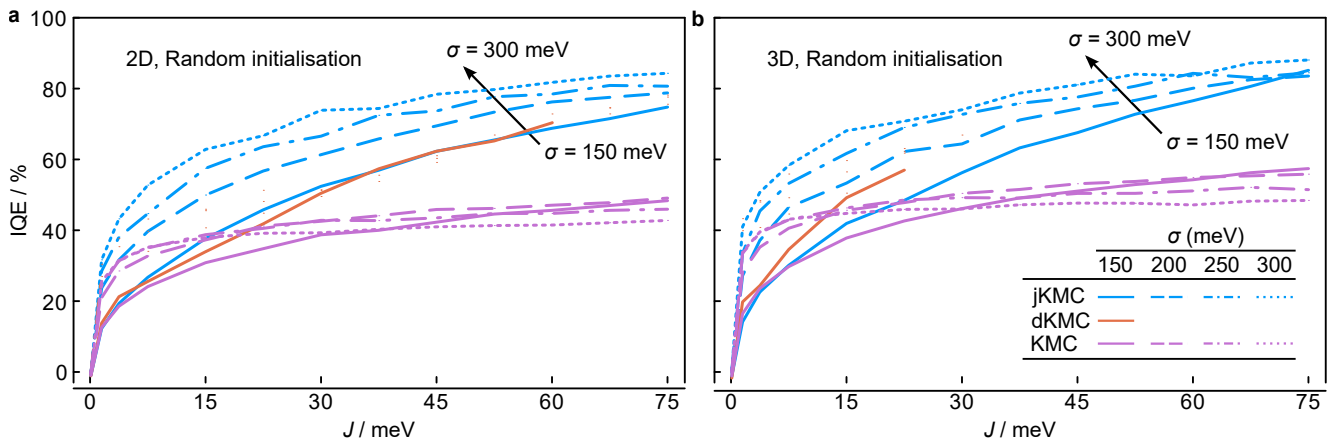 a
2D, Random initialisation
σ = 300 meV
σ = 150 meV
IQE / %
100
80
60
40
20
0
0 15 30 45 60 75
J / meV
b
3D, Random initialisation
σ = 300 meV
σ = 150 meV
σ (meV)
150 200 250 300
jKMC
dKMC
KMC
0 15 30 45 60 75
J / meV